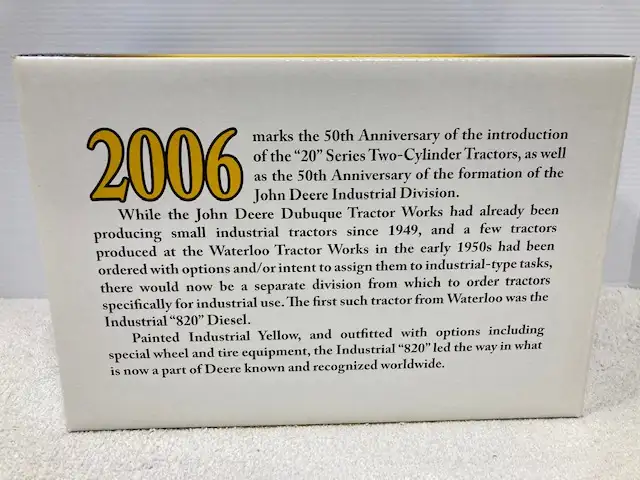 2006 marks the 50th Anniversary of the introduction
of the “20” Series Two-Cylinder Tractors, as well
as the 50th Anniversary of the formation of the
John Deere Industrial Division.
While the John Deere Dubuque Tractor Works had already been
producing small industrial tractors since 1949, and a few tractors
produced at the Waterloo Tractor Works in the early 1950s had been
ordered with options and/or intent to assign them to industrial-type tasks,
there would now be a separate division from which to order tractors
specifically for industrial use. The first such tractor from Waterloo was the
Industrial “820” Diesel.
Painted Industrial Yellow, and outfitted with options including
special wheel and tire equipment, the Industrial “820” led the way in what
is now a part of Deere known and recognized worldwide.